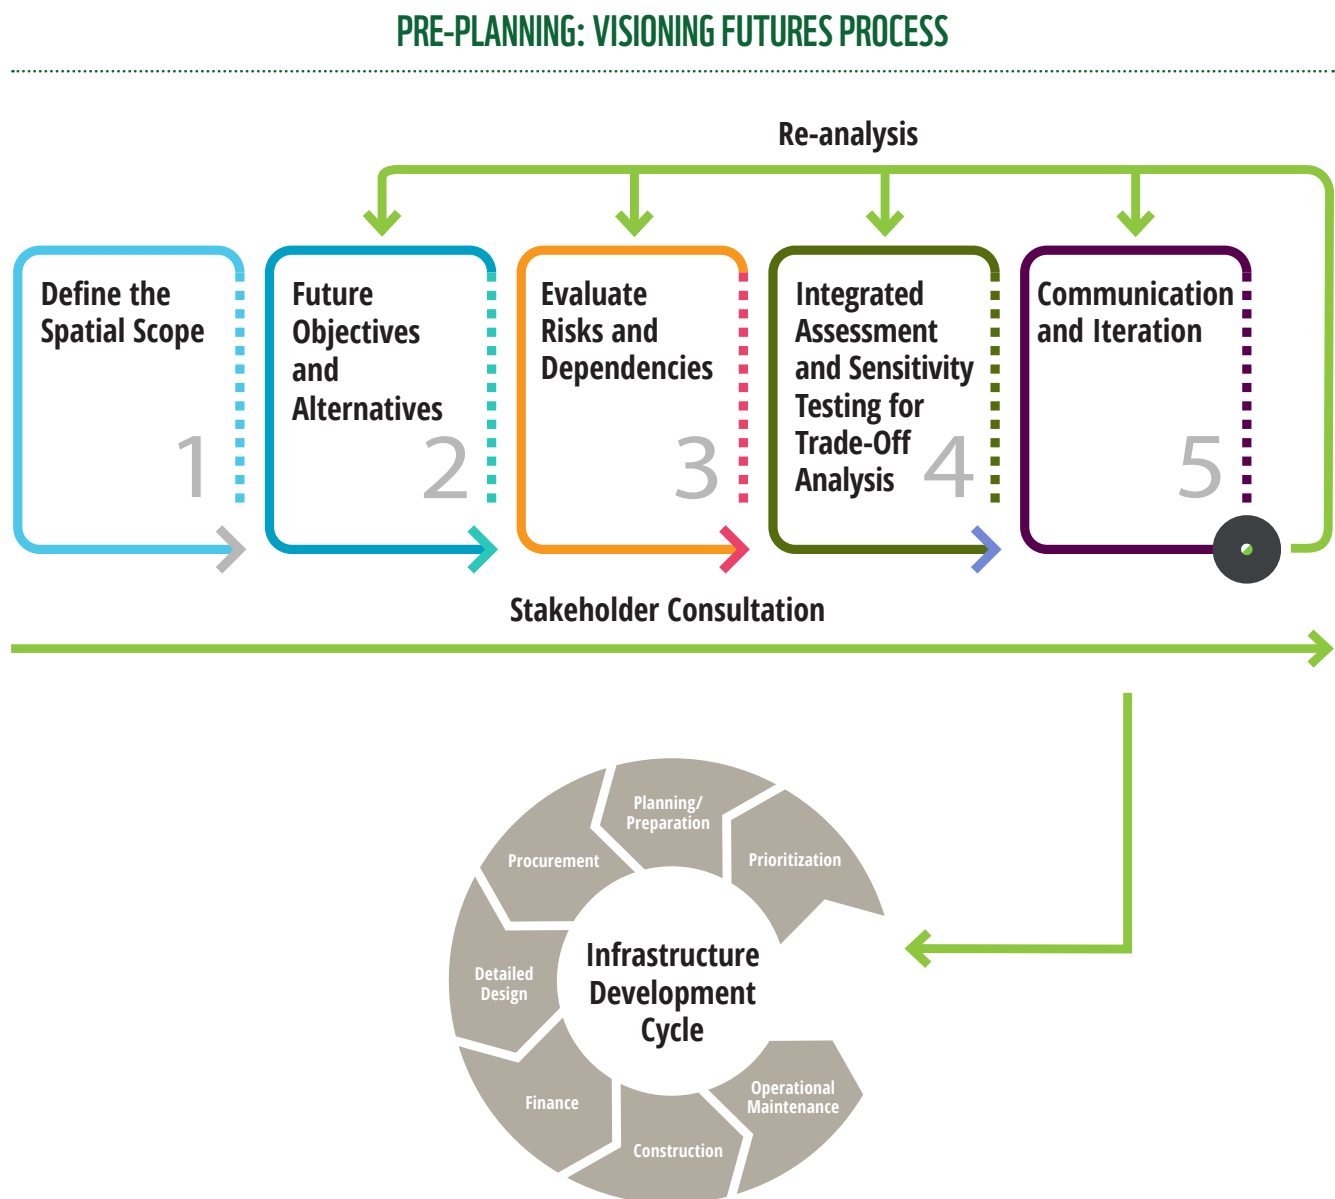 PRE-PLANNING: VISIONING FUTURES PROCESS
Re-analysis
Define the
Spatial Scope
1
Future
Objectives
and
Alternatives
2
Evaluate
Risks and
Dependencies
3
Integrated
Assessment
and Sensitivity
Testing for
Trade-Off
Analysis
4
Communication
and Iteration
5
Stakeholder Consultation
Planning/
Preparation
Prioritization
Procurement
Detailed
Design
Infrastructure
Development
Cycle
Finance
Construction
Operational
Maintenance